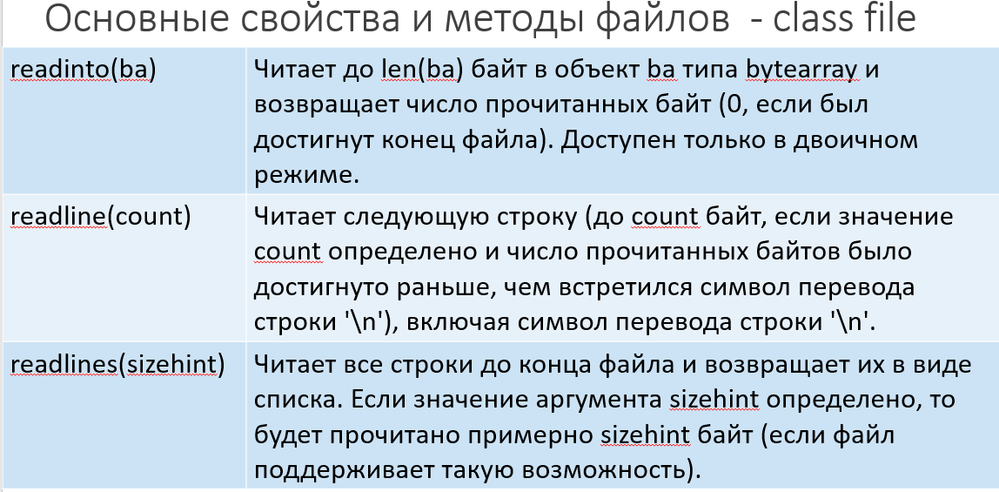 Основные свойства и методы файлов - class file
readinto(ba)
Читает до len(ba) байт в объект ba типа bytearray и
возвращает число прочитанных байт (0, если был
достигнут конец файла). Доступен только в двоичном
режиме.
readline(count)
Читает следующую строку (до count байт, если значение
count определено и число прочитанных байтов было
достигнуто раньше, чем встретился символ перевода
строки '\n'), включая символ перевода строки '\n'.
readlines(sizehint)
Читает все строки до конца файла и возвращает их в виде
списка. Если значение аргумента sizehint определено, то
будет прочитано примерно sizehint байт (если файл
поддерживает такую возможность).